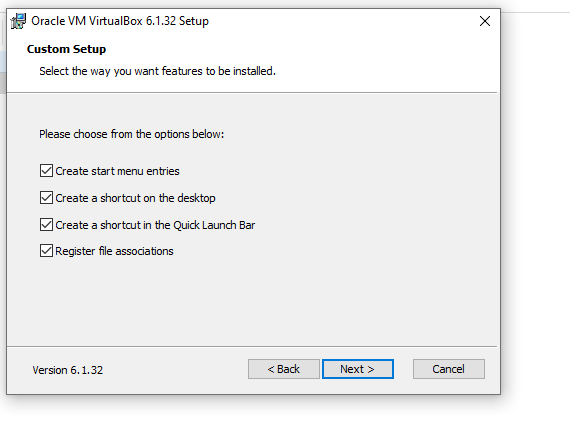 Oracle VM VirtualBox 6.1.32 Setup
Custom Setup
Select the way you want features to be installed.
Please choose from the options below:
Create start menu entries
Create a shortcut on the desktop
Create a shortcut in the Quick Launch Bar
Register file associations
Version 6.1.32
< Back
Next >
Cancel